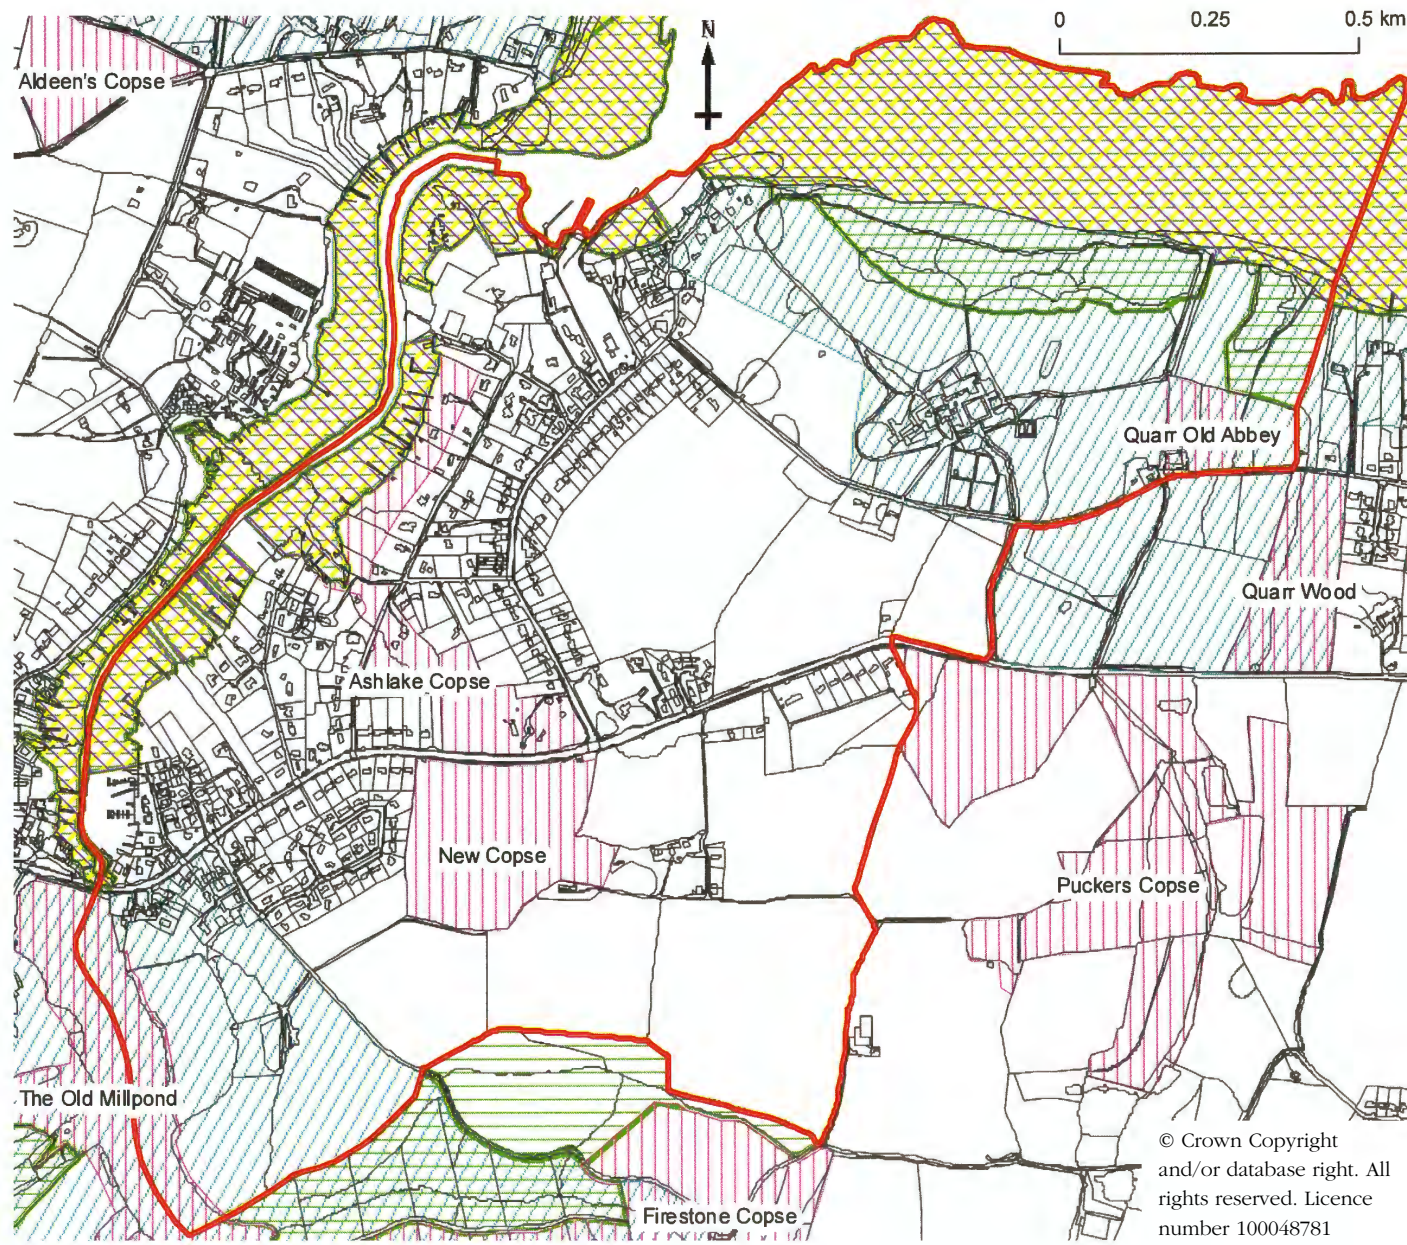 N
0 0.25 0.5 km
Aldeen's Copse
Quarr Old Abbey
Quarr Wood
Ashlake Copse
New Copse
Puckers Copse
The Old Millpond
Firestone Copse
© Crown Copyright
and/or database right. All
rights reserved. Licence
number 100048781